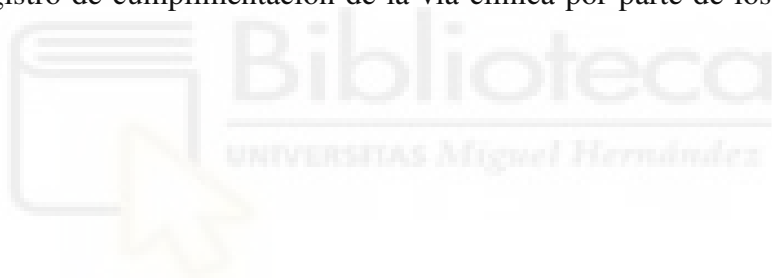 gistro de cumplimentación de la vía clínica por parte de los
Biblioteca
UNIVERSITAS Miguel Hernández